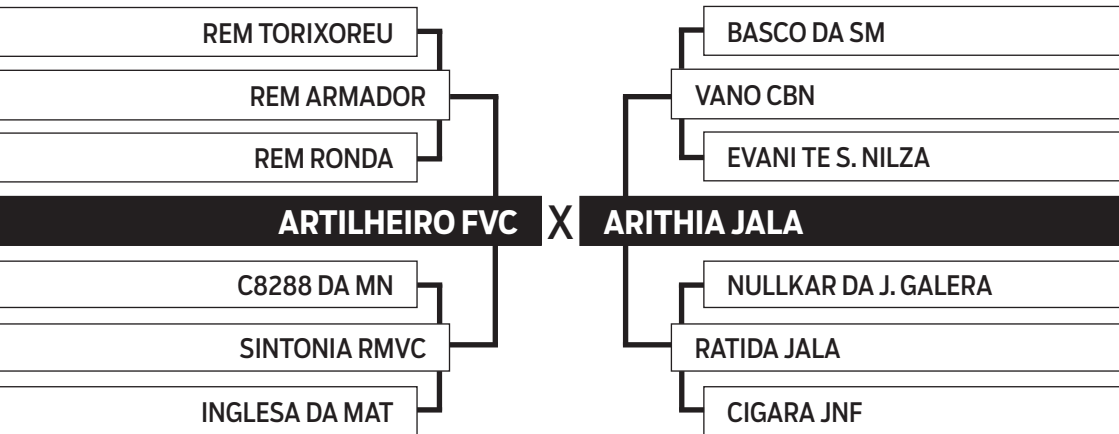 REM TORIXOREU
REM ARMADOR
REM RONDA
ARTILHEIRO FVC X ARITHIA JALA
C8288 DA MN
SINTONIA RMVC
INGLESA DA MAT
BASCO DA SM
VANO CBN
EVANI TE S. NILZA
NULLKAR DA J. GALERA
RATIDA JALA
CIGARA JNF